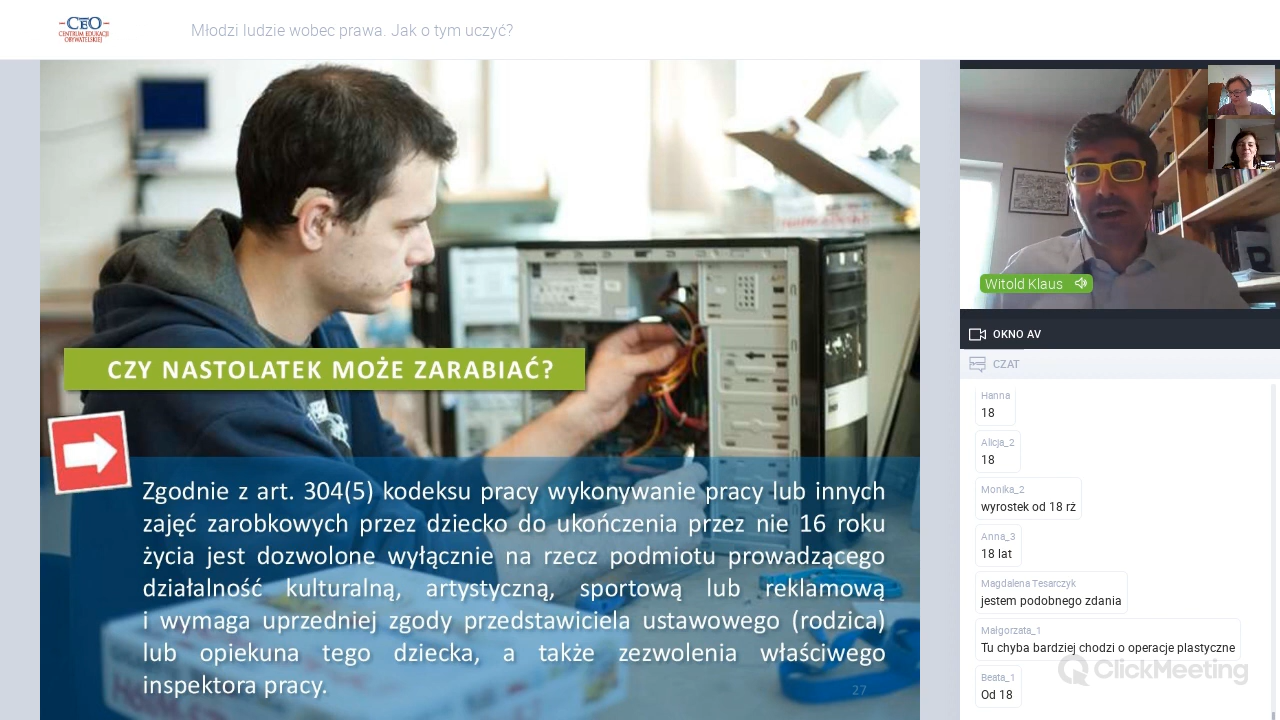 CEO
CENTRUM EDUKACJI
OBYWATELSKIEJ
Młodzi ludzie wobec prawa. Jak o tym uczyć?
CZY NASTOLATEK MOŻE ZARABIAĆ?
Zgodnie z art. 304(5) kodeksu pracy wykonywanie pracy lub innych
zajęć zarobkowych przez dziecko do ukończenia przez nie 16 roku
życia jest dozwolone wyłącznie na rzecz podmiotu prowadzącego
działalność kulturalną, artystyczną, sportową lub reklamową
i wymaga uprzedniej zgody przedstawiciela ustawowego (rodzica)
lub opiekuna tego dziecka, a także zezwolenia właściwego
inspektora pracy.
27
Witold Klaus
OKNO AV
CZAT
Hanna
18
Alicja_2
18
Monika_2
wyrostek od 18 rż
Anna_3
18 lat
Magdalena Tesarczyk
jestem podobnego zdania
Małgorzata_1
Tu chyba bardziej chodzi o operacje plastyczne
Beata_1
Od 18
ClickMeeting